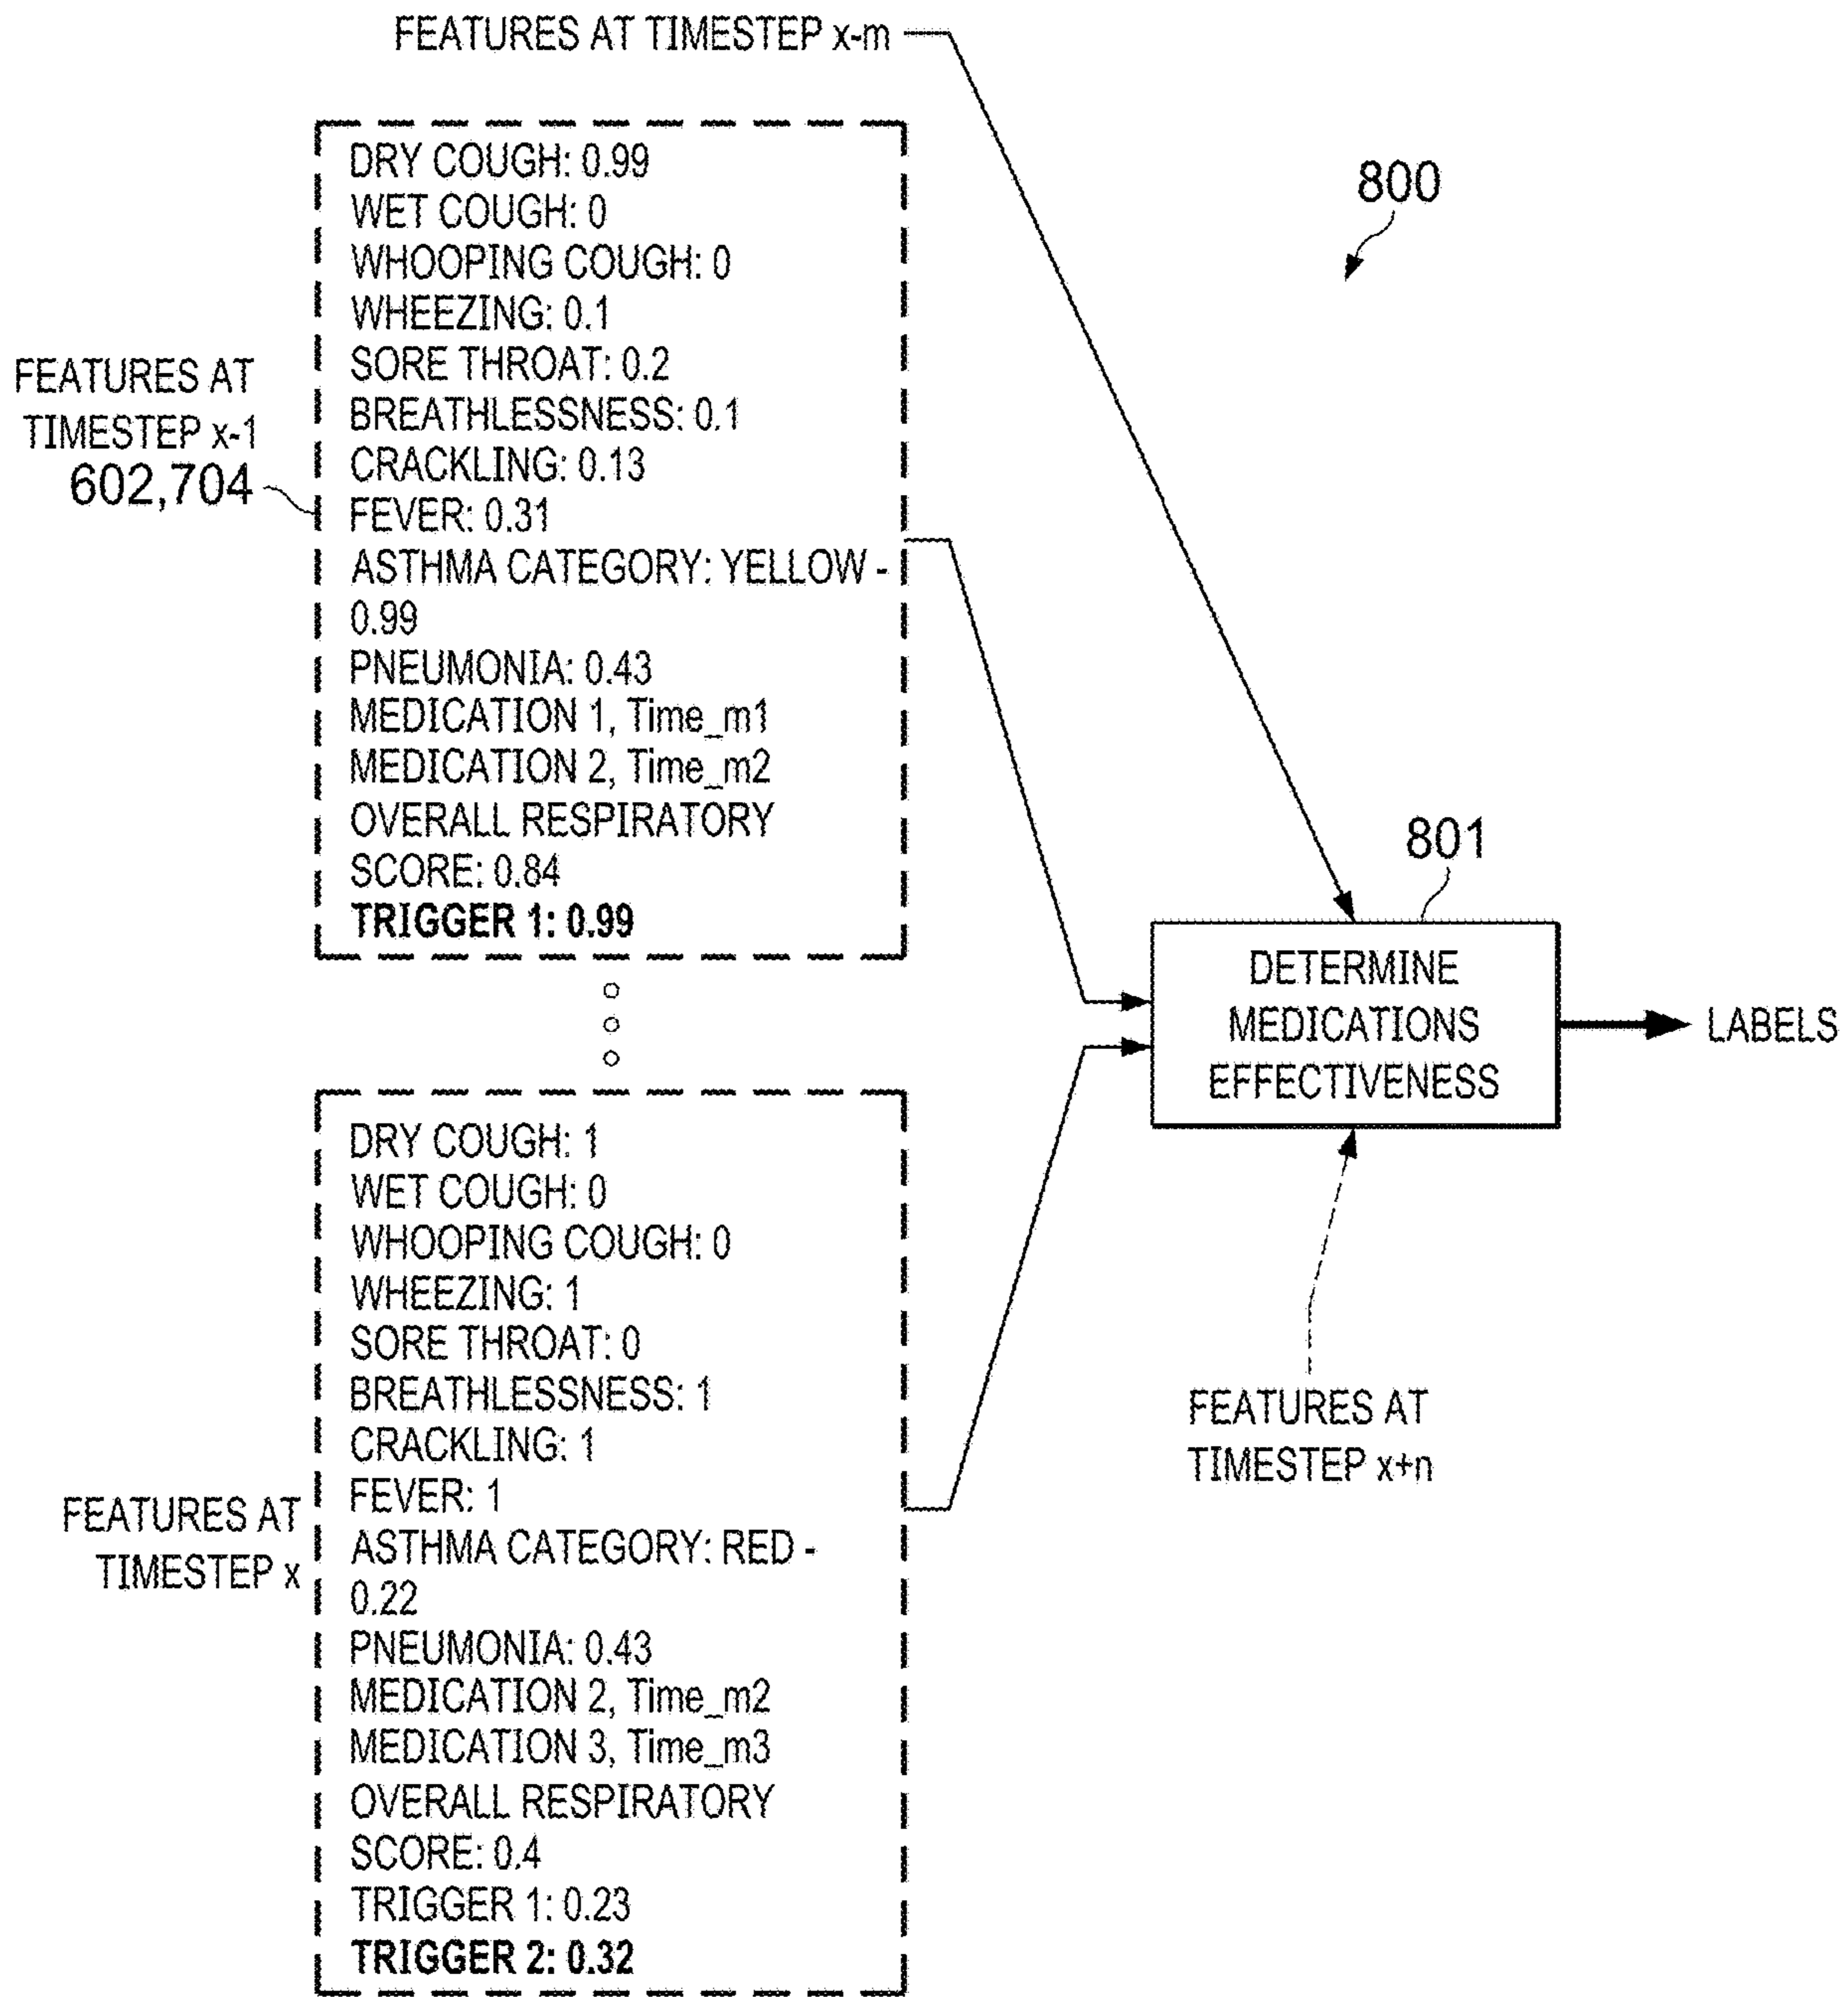 FEATURES AT TIMESTEP x-m
800
FEATURES AT
TIMESTEP x-1
602,704
DRY COUGH: 0.99
WET COUGH: 0
WHOOPING COUGH: 0
WHEEZING: 0.1
SORE THROAT: 0.2
BREATHLESSNESS: 0.1
CRACKLING: 0.13
FEVER: 0.31
ASTHMA CATEGORY: YELLOW -
0.99
PNEUMONIA: 0.43
MEDICATION 1, Time_m1
MEDICATION 2, Time_m2
OVERALL RESPIRATORY
SCORE: 0.84
TRIGGER 1: 0.99
801
DETERMINE
MEDICATIONS
EFFECTIVENESS
LABELS
FEATURES AT
TIMESTEP x
DRY COUGH: 1
WET COUGH: 0
WHOOPING COUGH: 0
WHEEZING: 1
SORE THROAT: 0
BREATHLESSNESS: 1
CRACKLING: 1
FEVER: 1
ASTHMA CATEGORY: RED -
0.22
PNEUMONIA: 0.43
MEDICATION 2, Time_m2
MEDICATION 3, Time_m3
OVERALL RESPIRATORY
SCORE: 0.4
TRIGGER 1: 0.23
TRIGGER 2: 0.32
FEATURES AT
TIMESTEP x+n